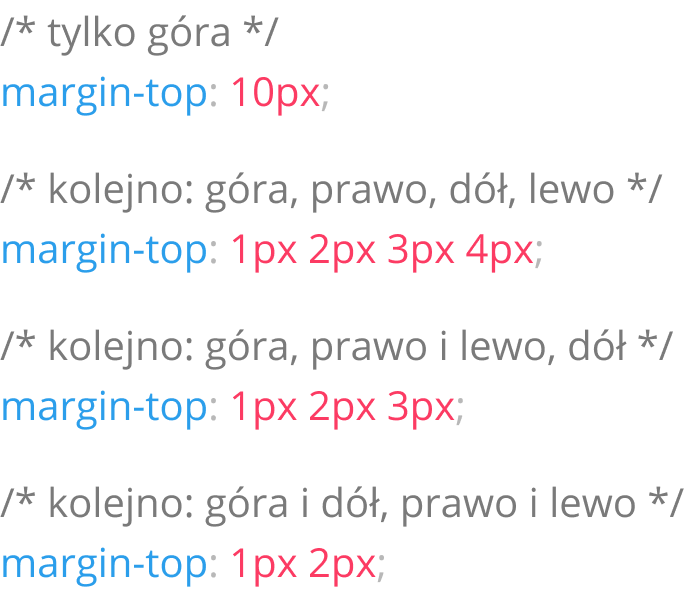 /* tylko góra */
margin-top: 10px;
/* kolejno: góra, prawo, dół, lewo */
margin-top: 1px 2px 3px 4px;
/* kolejno: góra, prawo i lewo, dół */
margin-top: 1px 2px 3px;
/* kolejno: góra i dół, prawo i lewo */
margin-top: 1px 2px;